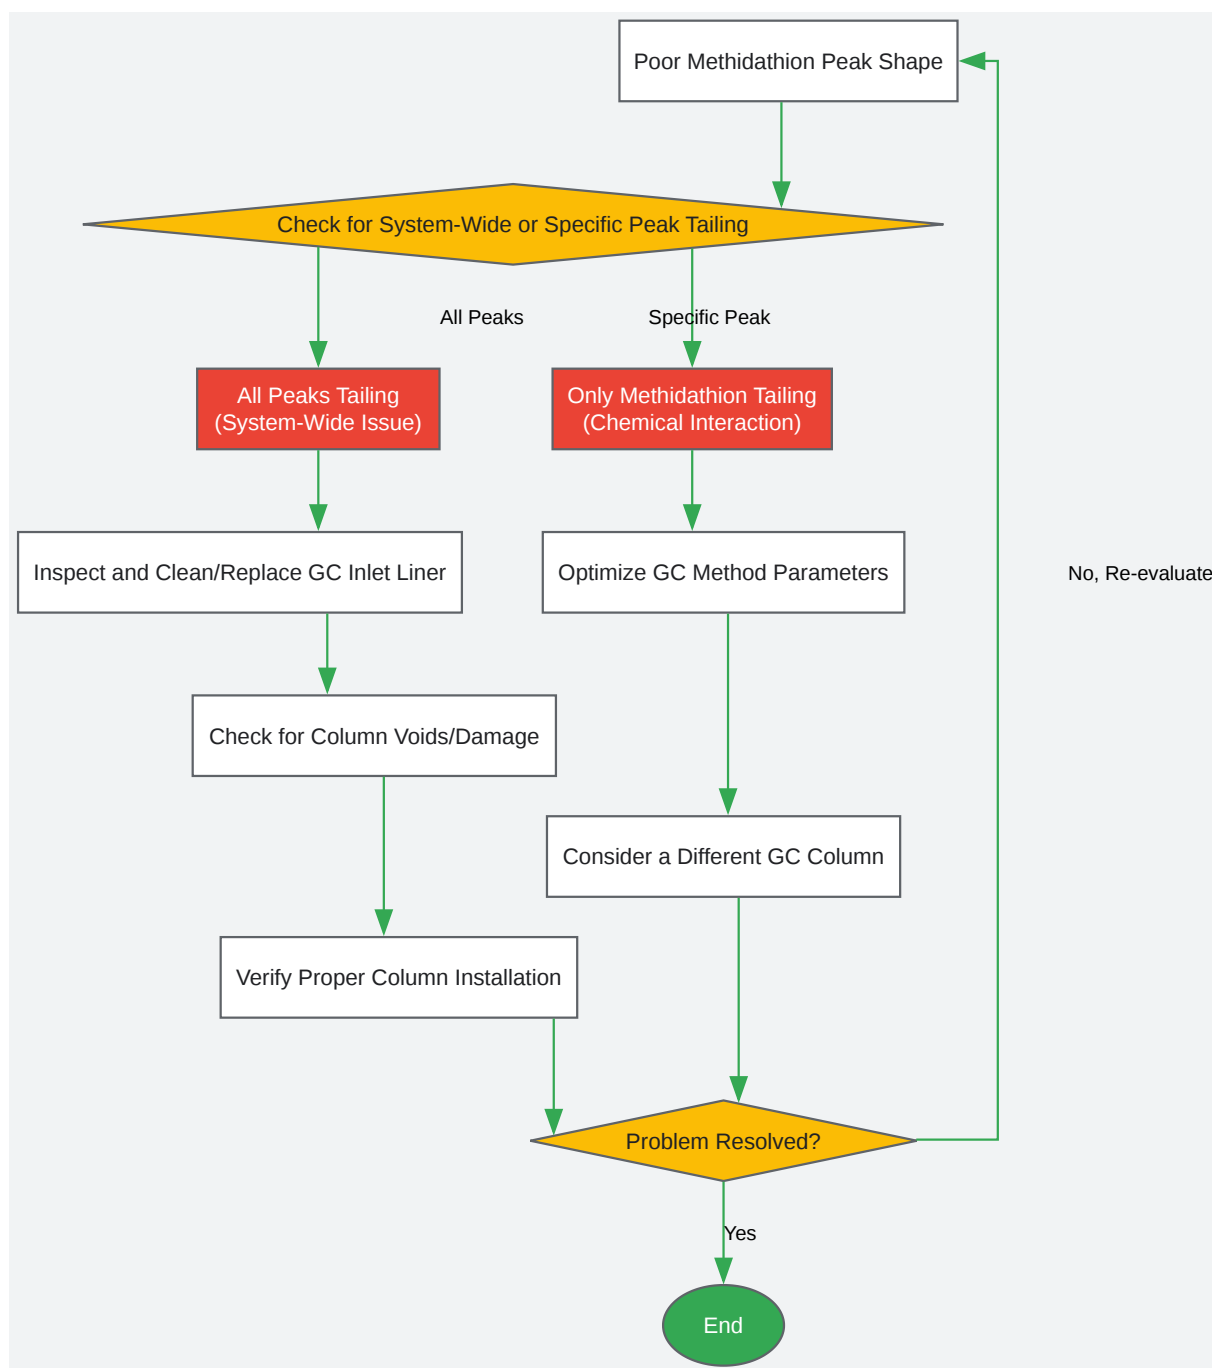 Poor Methidathion Peak Shape
Check for System-Wide or Specific Peak Tailing
All Peaks
Specific Peak
All Peaks Tailing
(System-Wide Issue)
Only Methidathion Tailing
(Chemical Interaction)
Inspect and Clean/Replace GC Inlet Liner
Optimize GC Method Parameters
No, Re-evaluate
Check for Column Voids/Damage
Consider a Different GC Column
Verify Proper Column Installation
Problem Resolved?
Yes
End